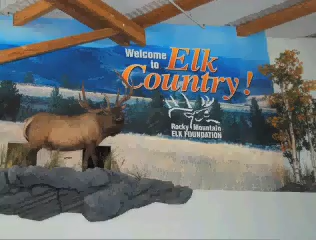 Welcome
to Elk
Country!
Rocky Mountain
ELK FOUNDATION